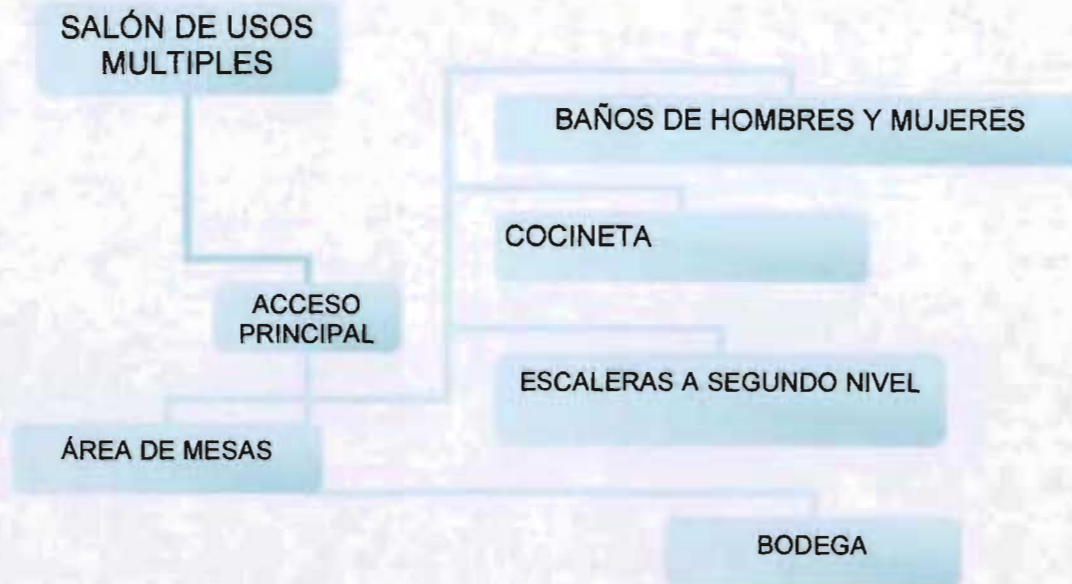 SALÓN DE USOS
MULTIPLES
BAÑOS DE HOMBRES Y MUJERES
COCINETA
ACCESO
PRINCIPAL
ESCALERAS A SEGUNDO NIVEL
ÁREA DE MESAS
BODEGA